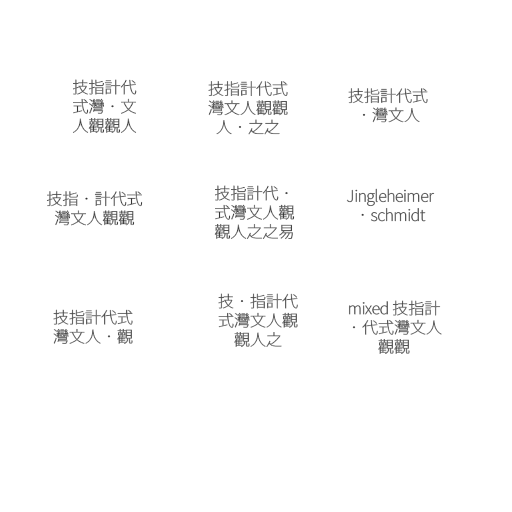 技指計代
式灣・文
人觀觀人
技指計代式
灣文人觀觀
人・之之
技指計代式
・灣文人
技指・計代式
灣文人觀觀
技指計代・
式灣文人觀
觀人之之易
Jingleheimer
・schmidt
技指計代式
灣文人・觀
技・指計代
式灣文人觀
觀人之
mixed 技指計
・代式灣文人
觀觀